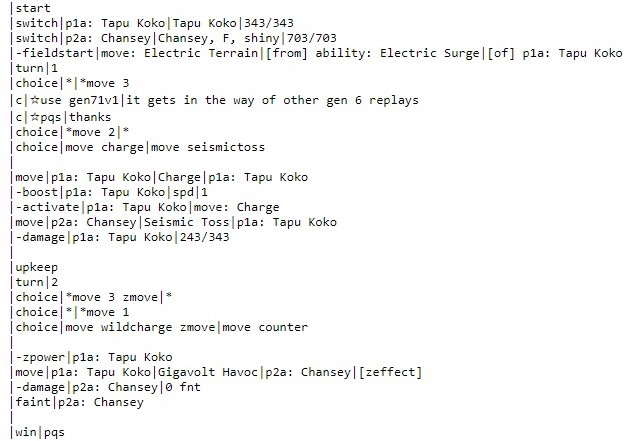 |start
|switch|p1a: Tapu Koko|Tapu Koko|343/343
|switch|p2a: Chansey|Chansey, F, shiny|703/703
|-fieldstart|move: Electric Terrain|[from] ability: Electric Surge|[of] p1a: Tapu Koko
|turn|1
|choice|*|*move 3
|c|☆use gen71v1|it gets in the way of other gen 6 replays
|c|☆pqs|thanks
|choice|*move 2|*
|choice|move charge|move seismictoss
|
|move|p1a: Tapu Koko|Charge|p1a: Tapu Koko
|-boost|p1a: Tapu Koko|spd|1
|-activate|p1a: Tapu Koko|move: Charge
|move|p2a: Chansey|Seismic Toss|p1a: Tapu Koko
|-damage|p1a: Tapu Koko|243/343
|
|upkeep
|turn|2
|choice|*move 3 zmove|*
|choice|*|*move 1
|choice|move wildcharge zmove|move counter
|
|-zpower|p1a: Tapu Koko
|move|p1a: Tapu Koko|Gigavolt Havoc|p2a: Chansey|[zeffect]
|-damage|p2a: Chansey|0 fnt
|faint|p2a: Chansey
|
|win|pqs